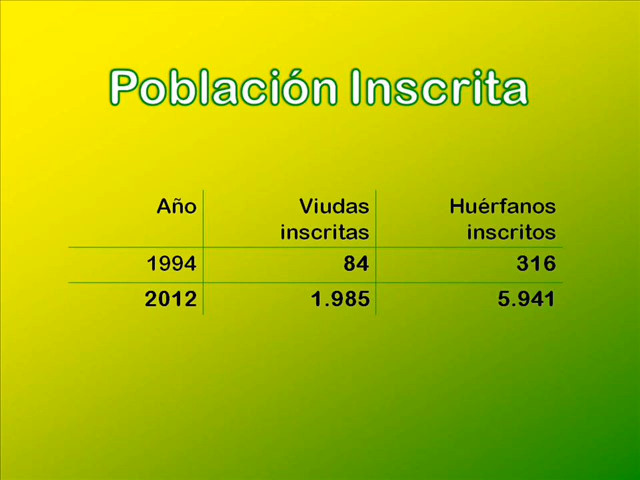 Población Inscrita
Año Viudas inscritas Huérfanos inscritos
1994 84 316
2012 1.985 5.941